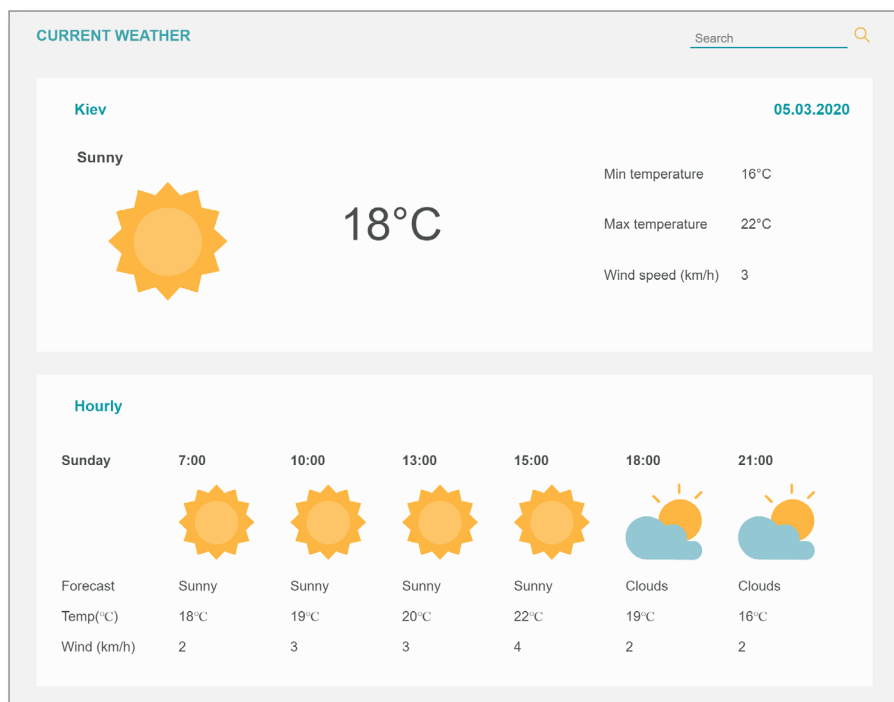 CURRENT WEATHER Search
Kiev 05.03.2020
Sunny
Min temperature 16°C
18°C
Max temperature 22°C
Wind speed (km/h) 3
Hourly
Sunday 7:00 10:00 13:00 15:00 18:00 21:00
Forecast Sunny Sunny Sunny Sunny Clouds Clouds
Temp(°C) 18°C 19°C 20°C 22°C 19°C 16°C
Wind (km/h) 2 3 3 4 2 2